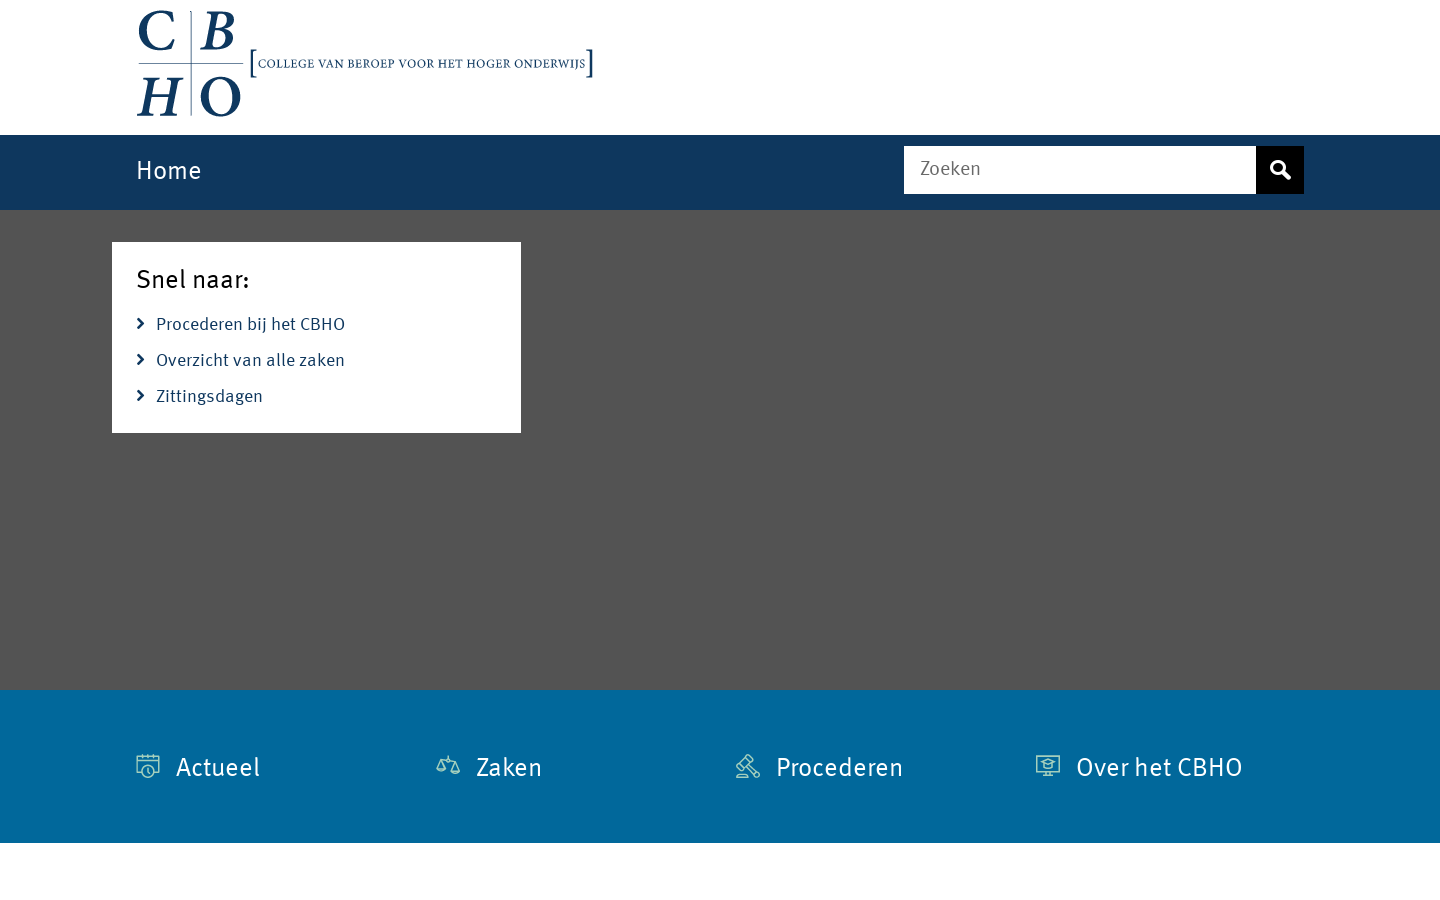 C B
H O
[COLLEGE VAN BEROEP VOOR HET HOGER ONDERWIJS]
Home
Zoeken
Snel naar:
Procederen bij het CBHO
Overzicht van alle zaken
Zittingsdagen
Actueel
Zaken
Procederen
Over het CBHO